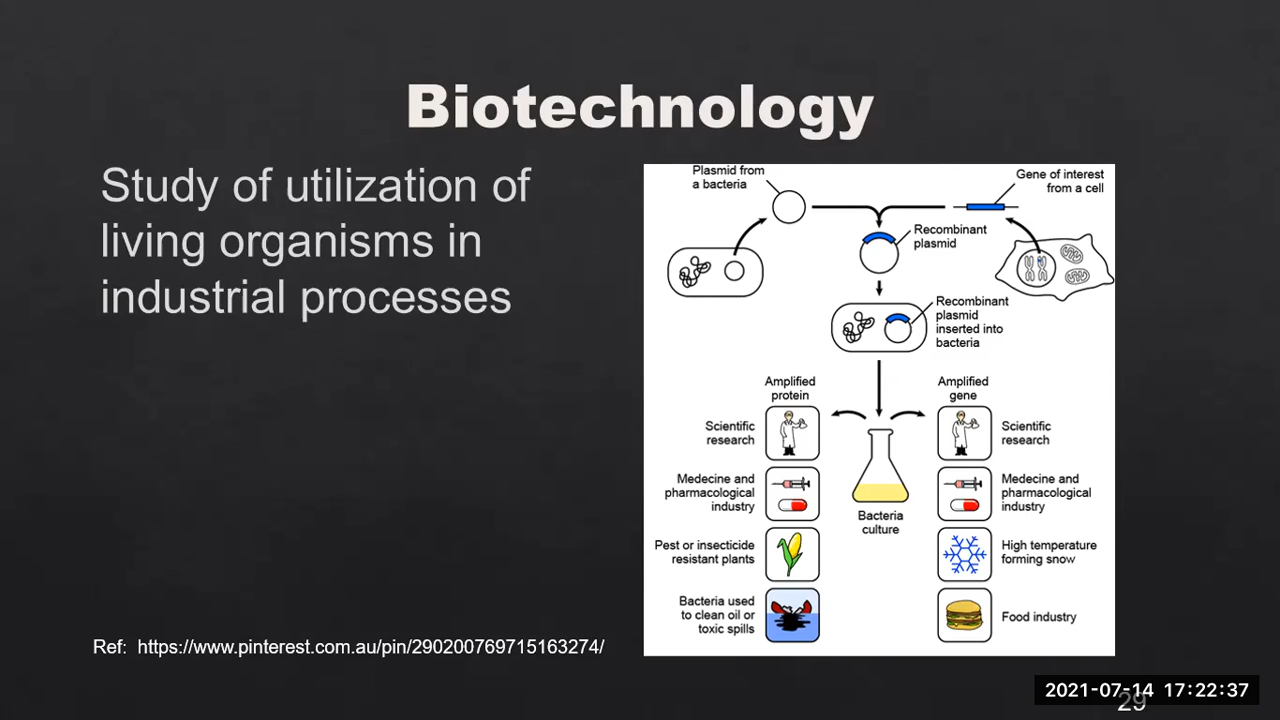 Biotechnology
Study of utilization of
living organisms in
industrial processes
Plasmid from
a bacteria
Gene of interest
from a cell
Recombinant
plasmid
Recombinant
plasmid
inserted into
bacteria
Amplified
protein
Amplified
gene
Scientific
research
Scientific
research
Medecine and
pharmacological
industry
Medecine and
pharmacological
industry
Bacteria
culture
Pest or insecticide
resistant plants
High temperature
forming snow
Bacteria used
to clean oil or
toxic spills
Food industry
Ref: https://www.pinterest.com.au/pin/290200769715163274/
2021-07-14 17:22:37
29